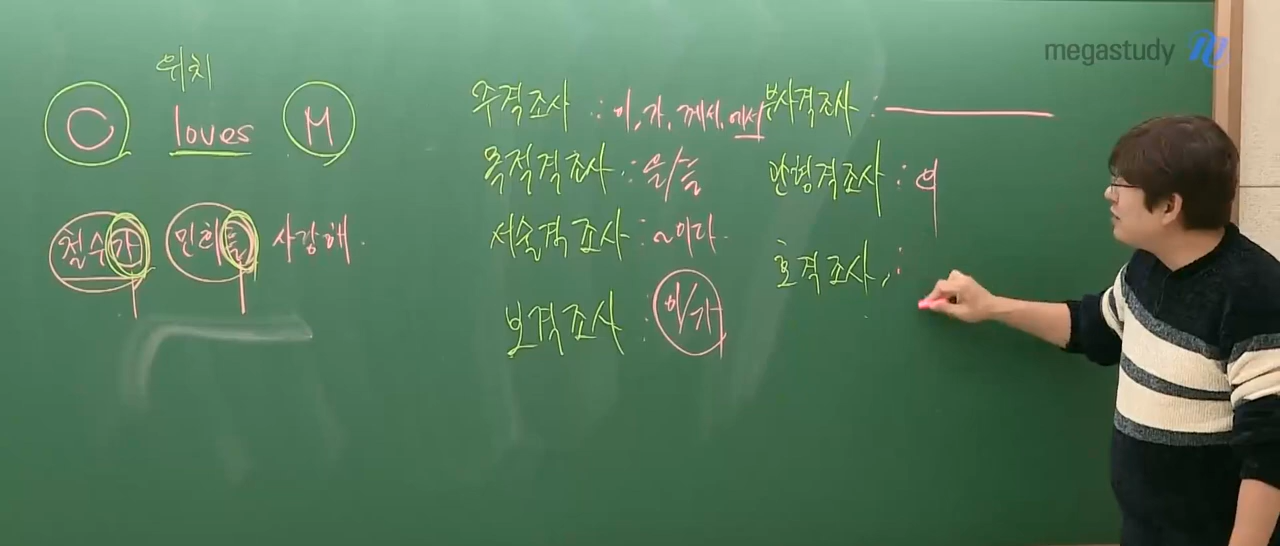 위치
C loves M
철수가 민희를 사랑해.
주격조사 : 이, 가, 께서, 에서
목적격조사 : 을/를
서술격조사 : ~이다.
보격조사 : 이/가
부사격조사 :
관형격조사 : 의
호격조사, :
megastudy